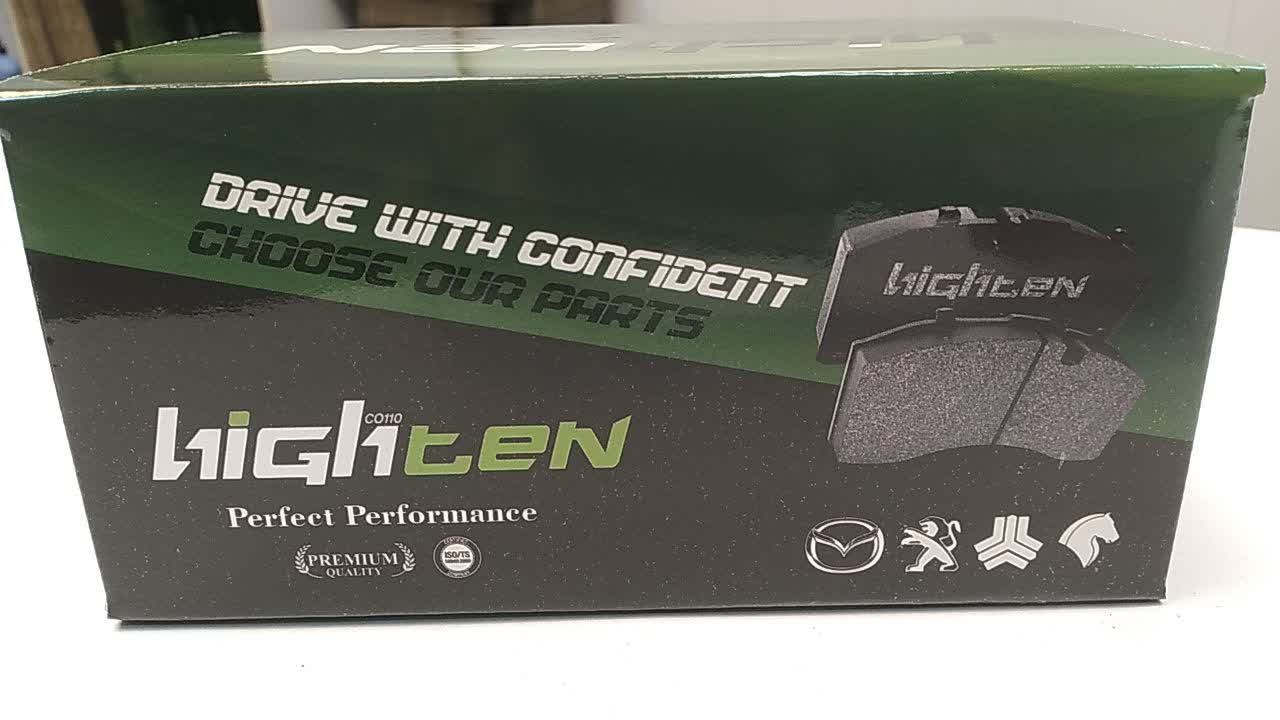 DRIVE WITH CONFIDENT
CHOOSE OUR PARTS
highten
highten
CO110
Perfect Performance
PREMIUM
QUALITY
ISO/TS